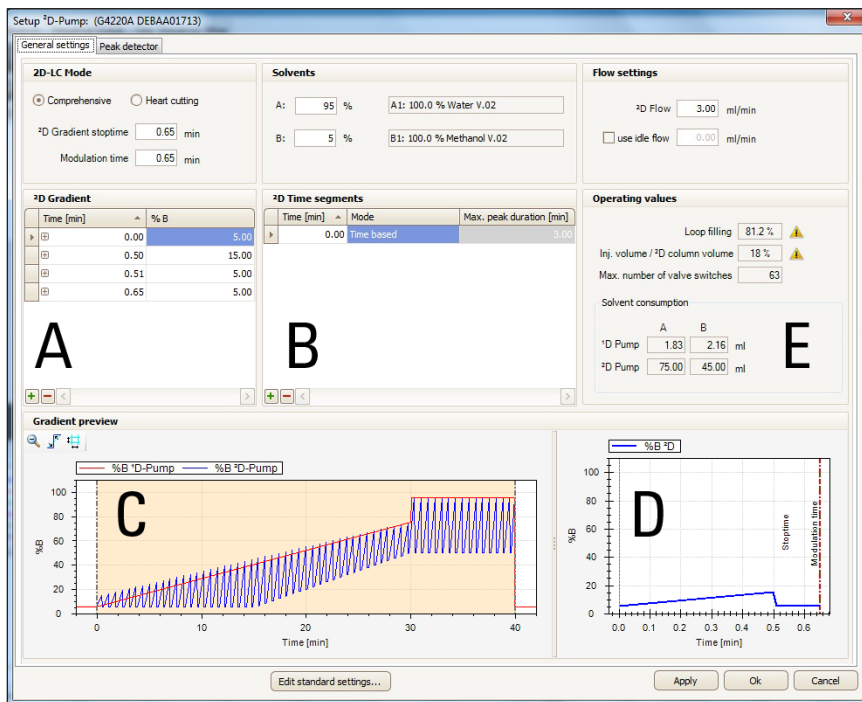 Setup ²D-Pump: (G4220A DEBAA01713)
General settings Peak detector
2D-LC Mode
Comprehensive Heart cutting
²D Gradient stoptime 0.65 min
Modulation time 0.65 min
Solvents
A: 95 % A1: 100.0 % Water V.02
B: 5 % B1: 100.0 % Methanol V.02
Flow settings
²D Flow 3.00 ml/min
use idle flow 0.00 ml/min
²D Gradient
Time [min] % B
0.00 5.00
0.50 15.00
0.51 5.00
0.65 5.00
A
²D Time segments
Time [min] Mode Max. peak duration [min]
0.00 Time based 3.00
B
Operating values
Loop filling 81.2 %
Inj. volume / ²D column volume 18 %
Max. number of valve switches 63
Solvent consumption
A B
¹D Pump 1.83 2.16 ml
²D Pump 75.00 45.00 ml
E
Gradient preview
%B ¹D-Pump %B ²D-Pump
C
%B
100
80
60
40
20
0
0 10 20 30 40
Time [min]
%B ²D
D
%B
100
80
60
40
20
0
Stoptime
Modulation time
0.0 0.1 0.2 0.3 0.4 0.5 0.6
Time [min]
Edit standard settings... Apply Ok Cancel